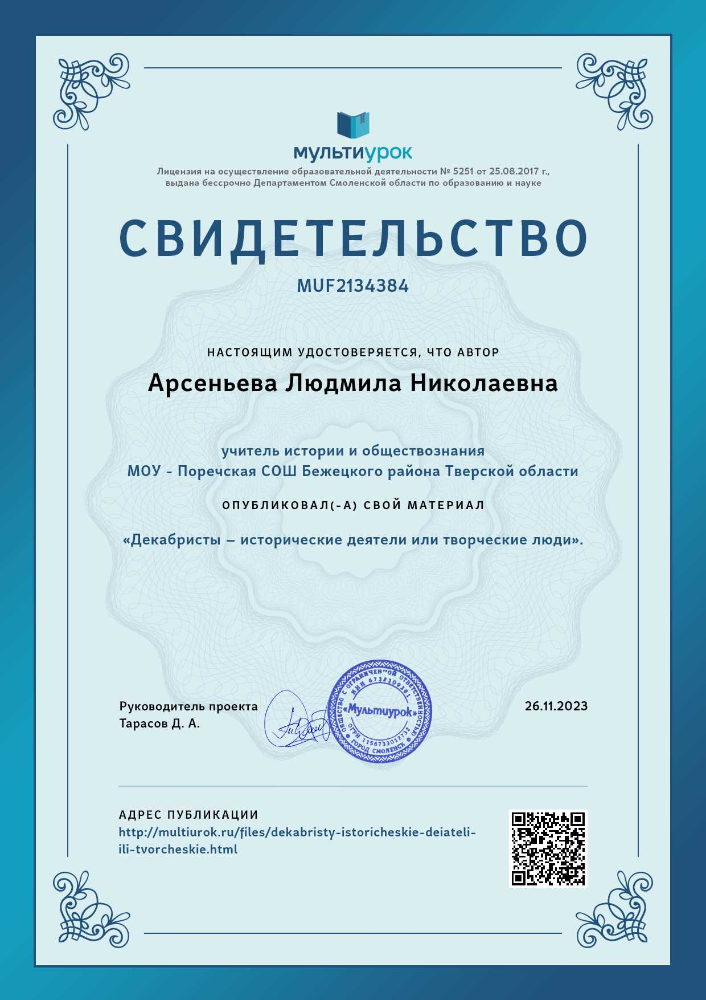 мультиурок
Лицензия на осуществление образовательной деятельности № 5251 от 25.08.2017 г.,
выдана бессрочно Департаментом Смоленской области по образованию и науке
СВИДЕТЕЛЬСТВО
MUF2134384
НАСТОЯЩИМ УДОСТОВЕРЯЕТСЯ, ЧТО АВТОР
Арсеньева Людмила Николаевна
учитель истории и обществознания
МОУ - Поречская СОШ Бежецкого района Тверской области
ОПУБЛИКОВАЛ(-А) СВОЙ МАТЕРИАЛ
«Декабристы – исторические деятели или творческие люди».
Руководитель проекта
Тарасов Д. А.
ОБЩЕСТВО С ОГРАНИЧЕННОЙ ОТВЕТСТВЕННОСТЬЮ
ИНН 6732109381
«Мультиурок»
ОГРН 1156733012732
ГОРОД СМОЛЕНСК
26.11.2023
АДРЕС ПУБЛИКАЦИИ
http://multiurok.ru/files/dekabristy-istoricheskie-deiateli-
ili-tvorcheskie.html